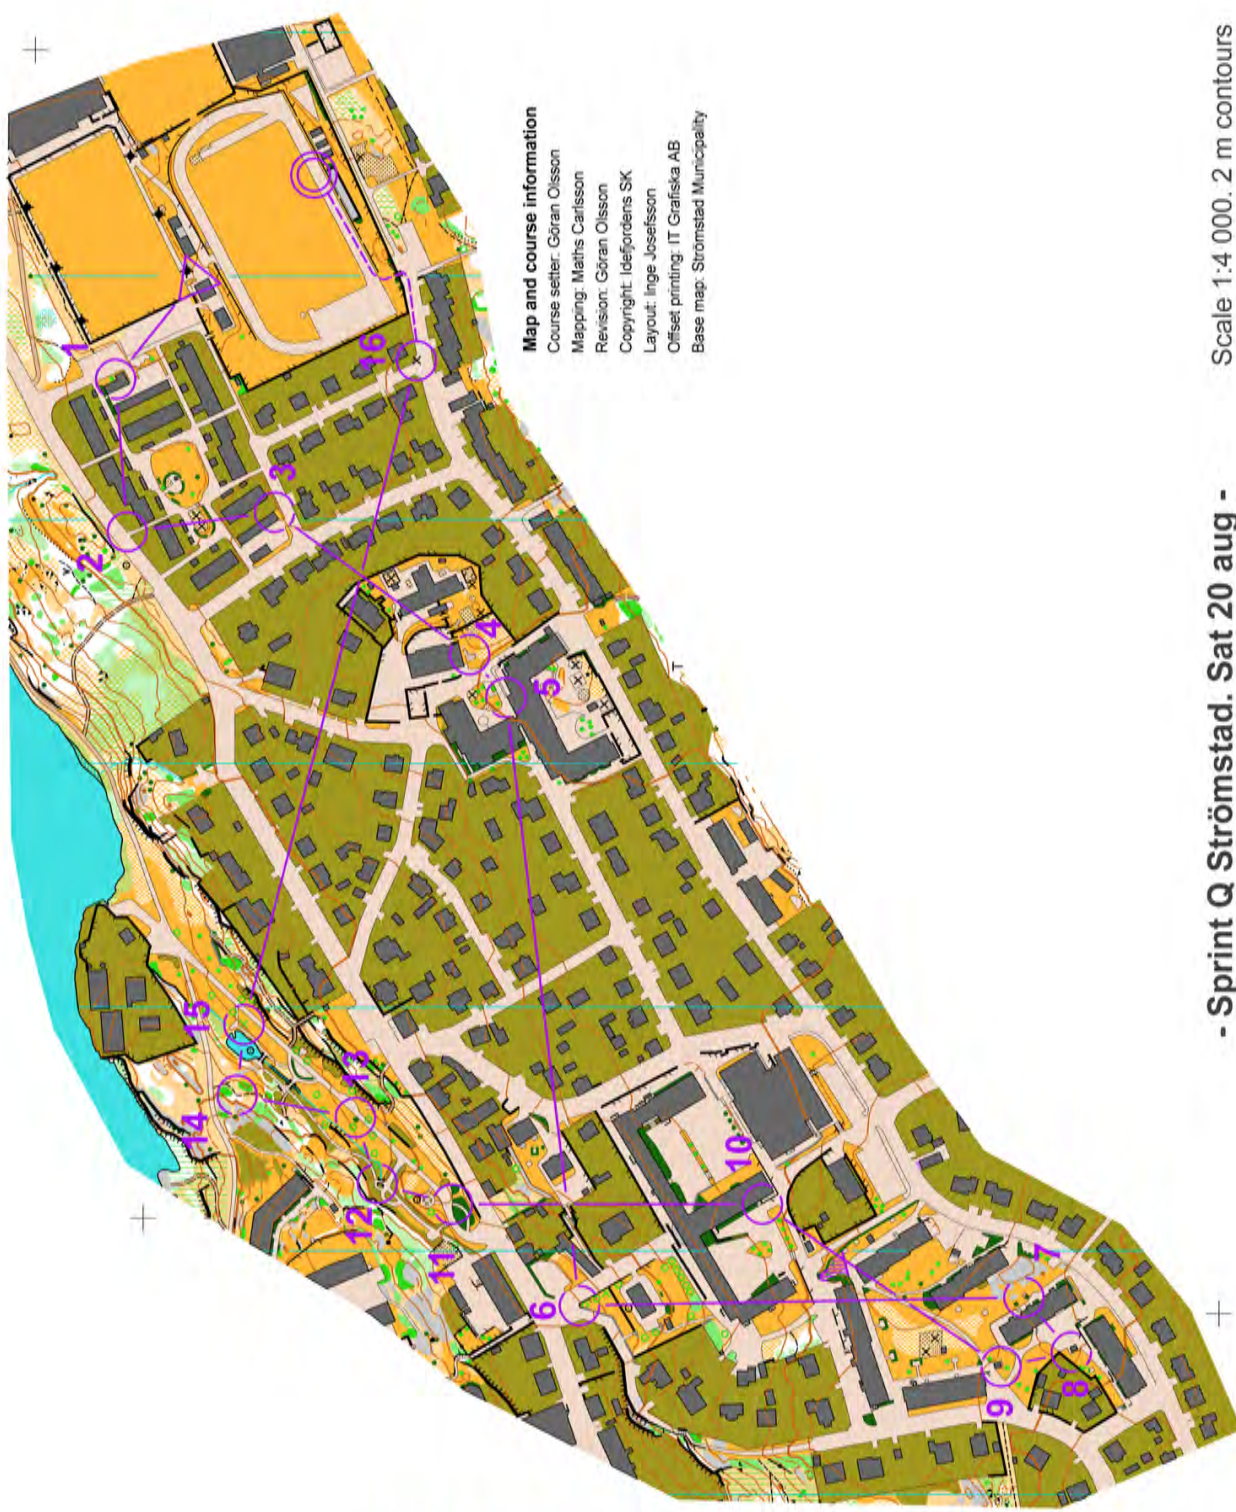 Map and course information
Course setter: Göran Olsson
Mapping: Maths Carlsson
Revision: Göran Olsson
Copyright: Idefjordens SK
Layout: Inge Josefsson
Offset printing: IT Grafiska AB
Base map: Strömstad Municipality
- Sprint Q Strömstad. Sat 20 aug -
Scale 1:4 000. 2 m contours
1
2
3
4
5
6
7
8
9
10
11
12
13
14
15
16